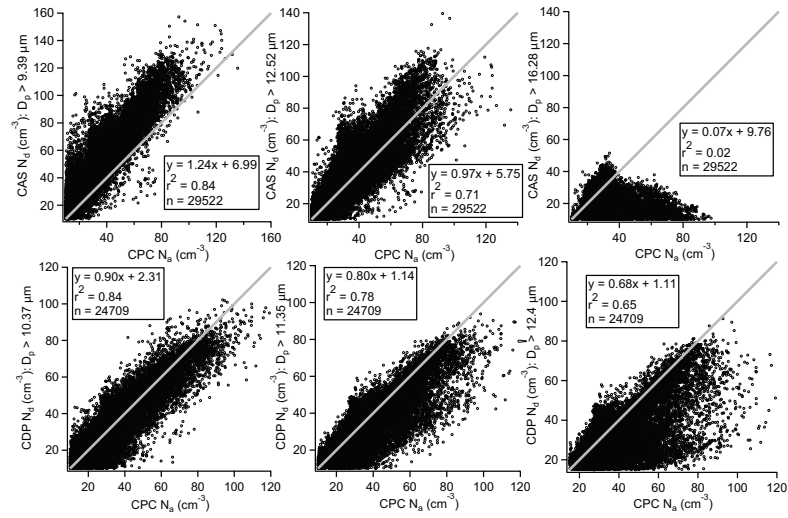 CAS N_d (cm⁻³): D_p > 9.39 µm
160
140
120
100
80
60
40
20
y = 1.24x + 6.99
r² = 0.84
n = 29522
40 80 120 160
CPC N_a (cm⁻³)
CAS N_d (cm⁻³): D_p > 12.52 µm
140
120
100
80
60
40
20
y = 0.97x + 5.75
r² = 0.71
n = 29522
40 80 120
CPC N_a (cm⁻³)
CAS N_d (cm⁻³): D_p > 16.28 µm
140
120
100
80
60
40
20
y = 0.07x + 9.76
r² = 0.02
n = 29522
40 80 120
CPC N_a (cm⁻³)
CDP N_d (cm⁻³): D_p > 10.37 µm
120
100
80
60
40
20
y = 0.90x + 2.31
r² = 0.84
n = 24709
20 40 60 80 100 120
CPC N_a (cm⁻³)
CDP N_d (cm⁻³): D_p > 11.35 µm
120
100
80
60
40
20
y = 0.80x + 1.14
r² = 0.78
n = 24709
20 40 60 80 100 120
CPC N_a (cm⁻³)
CDP N_d (cm⁻³): D_p > 12.4 µm
120
100
80
60
40
20
y = 0.68x + 1.11
r² = 0.65
n = 24709
20 40 60 80 100 120
CPC N_a (cm⁻³)